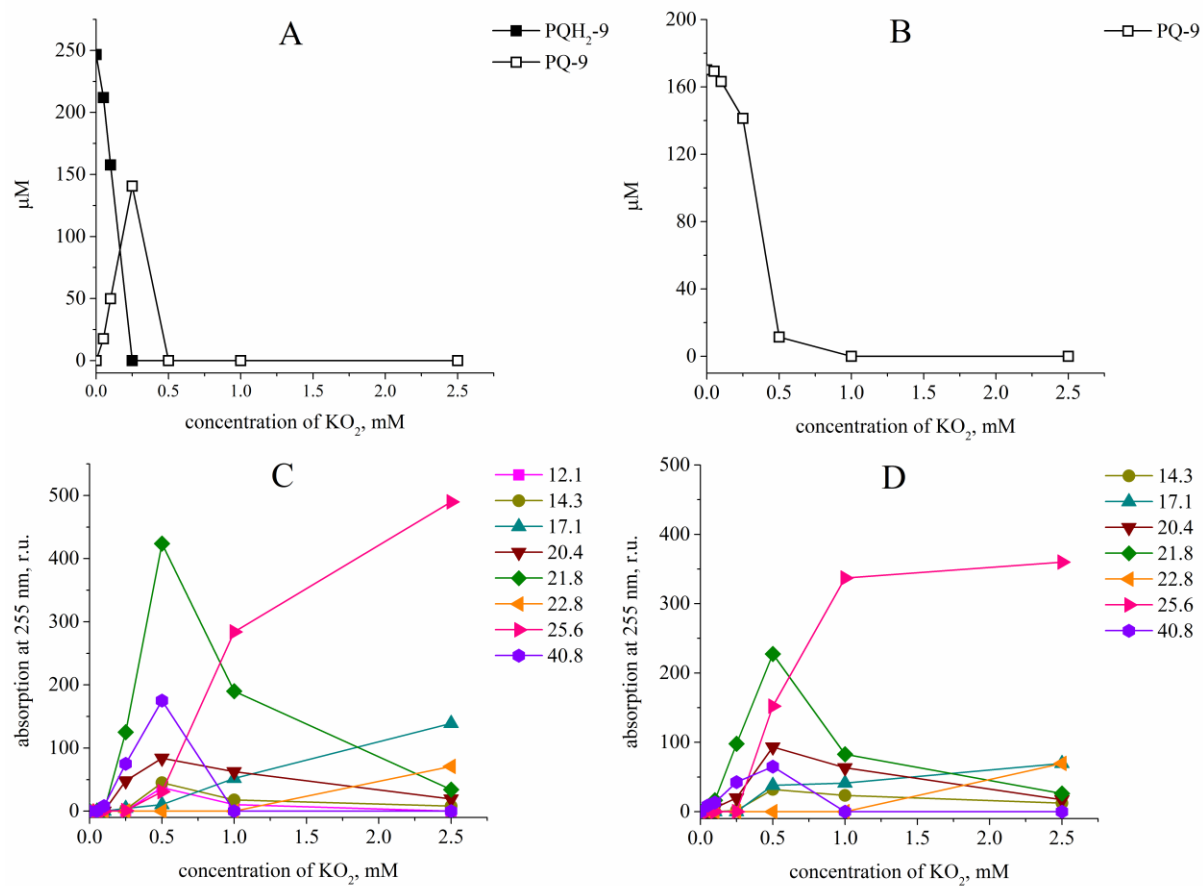 A
PQH₂-9
PQ-9
250
200
150
100
50
0
µM
0.0 0.5 1.0 1.5 2.0 2.5
concentration of KO₂, mM
B
PQ-9
200
160
120
80
40
0
µM
0.0 0.5 1.0 1.5 2.0 2.5
concentration of KO₂, mM
C
12.1
14.3
17.1
20.4
21.8
22.8
25.6
40.8
500
400
300
200
100
0
absorption at 255 nm, r.u.
0.0 0.5 1.0 1.5 2.0 2.5
concentration of KO₂, mM
D
14.3
17.1
20.4
21.8
22.8
25.6
40.8
500
400
300
200
100
0
absorption at 255 nm, r.u.
0.0 0.5 1.0 1.5 2.0 2.5
concentration of KO₂, mM